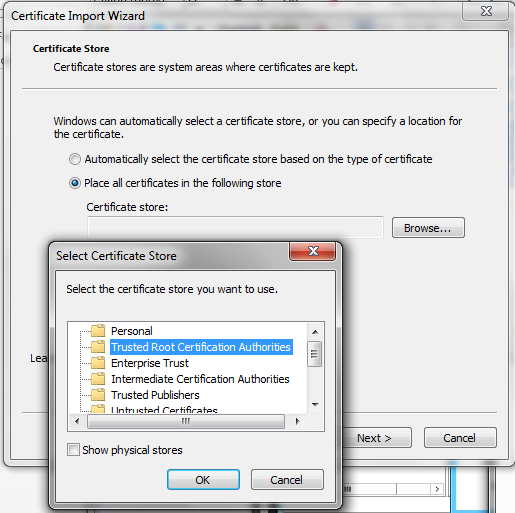 Certificate Import Wizard
Certificate Store
Certificate stores are system areas where certificates are kept.
Windows can automatically select a certificate store, or you can specify a location for
the certificate.
Automatically select the certificate store based on the type of certificate
Place all certificates in the following store
Certificate store:
Browse...
Select Certificate Store
Select the certificate store you want to use.
Personal
Trusted Root Certification Authorities
Enterprise Trust
Intermediate Certification Authorities
Trusted Publishers
Untrusted Certificates
Show physical stores
OK
Cancel
Lea
Next >
Cancel